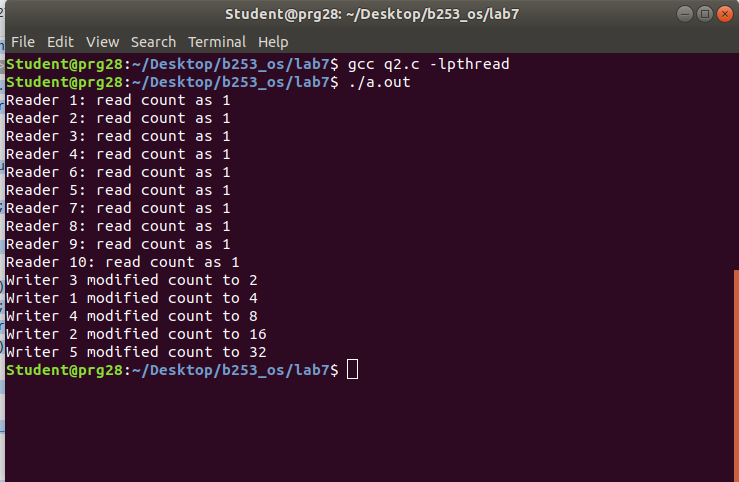 Student@prg28: ~/Desktop/b253_os/lab7
File Edit View Search Terminal Help
Student@prg28:~/Desktop/b253_os/lab7$ gcc q2.c -lpthread
Student@prg28:~/Desktop/b253_os/lab7$ ./a.out
Reader 1: read count as 1
Reader 2: read count as 1
Reader 3: read count as 1
Reader 4: read count as 1
Reader 6: read count as 1
Reader 5: read count as 1
Reader 7: read count as 1
Reader 8: read count as 1
Reader 9: read count as 1
Reader 10: read count as 1
Writer 3 modified count to 2
Writer 1 modified count to 4
Writer 4 modified count to 8
Writer 2 modified count to 16
Writer 5 modified count to 32
Student@prg28:~/Desktop/b253_os/lab7$